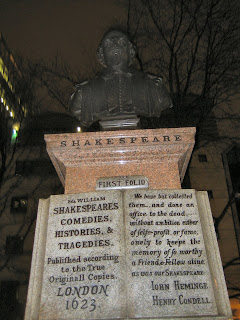 SHAKESPEARE
FIRST FOLIO
Mr. WILLIAM
SHAKESPEARES
COMEDIES,
HISTORIES, &
TRAGEDIES.
Published according
to the True
Originall Copies
LONDON
1623
We have but collected
them, and done an
office to the dead....
without ambition either
of selfe-profit, or fame,
onely to keepe the
memory of so worthy
a Friend & Fellow alive
as was our SHAKESPEARE
IOHN HEMINGE
HENRY CONDELL